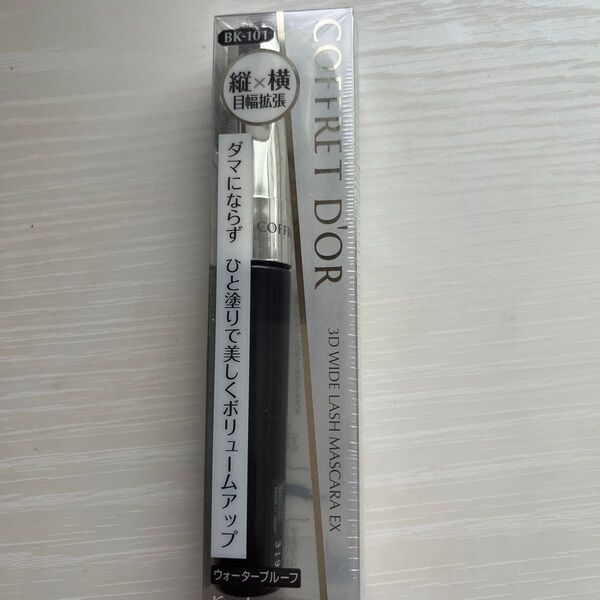 BK-101
縦×横
目幅拡張
ダマにならず ひと塗りで美しくボリュームアップ
ウォータープルーフ
COFFRET D'OR
3D WIDE LASH MASCARA EX
COFFR
319